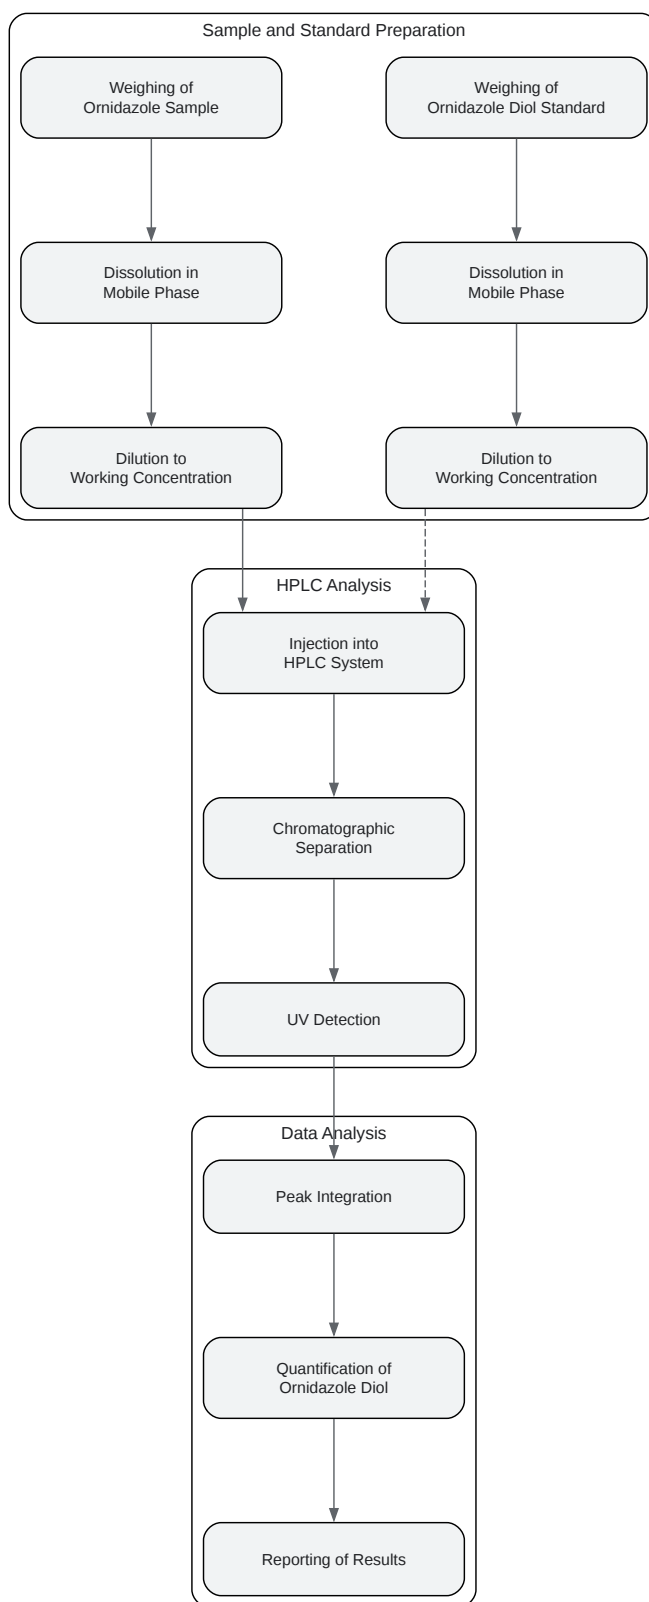 Sample and Standard Preparation
Weighing of
Ornidazole Sample
Weighing of
Ornidazole Diol Standard
Dissolution in
Mobile Phase
Dissolution in
Mobile Phase
Dilution to
Working Concentration
Dilution to
Working Concentration
HPLC Analysis
Injection into
HPLC System
Chromatographic
Separation
UV Detection
Data Analysis
Peak Integration
Quantification of
Ornidazole Diol
Reporting of Results